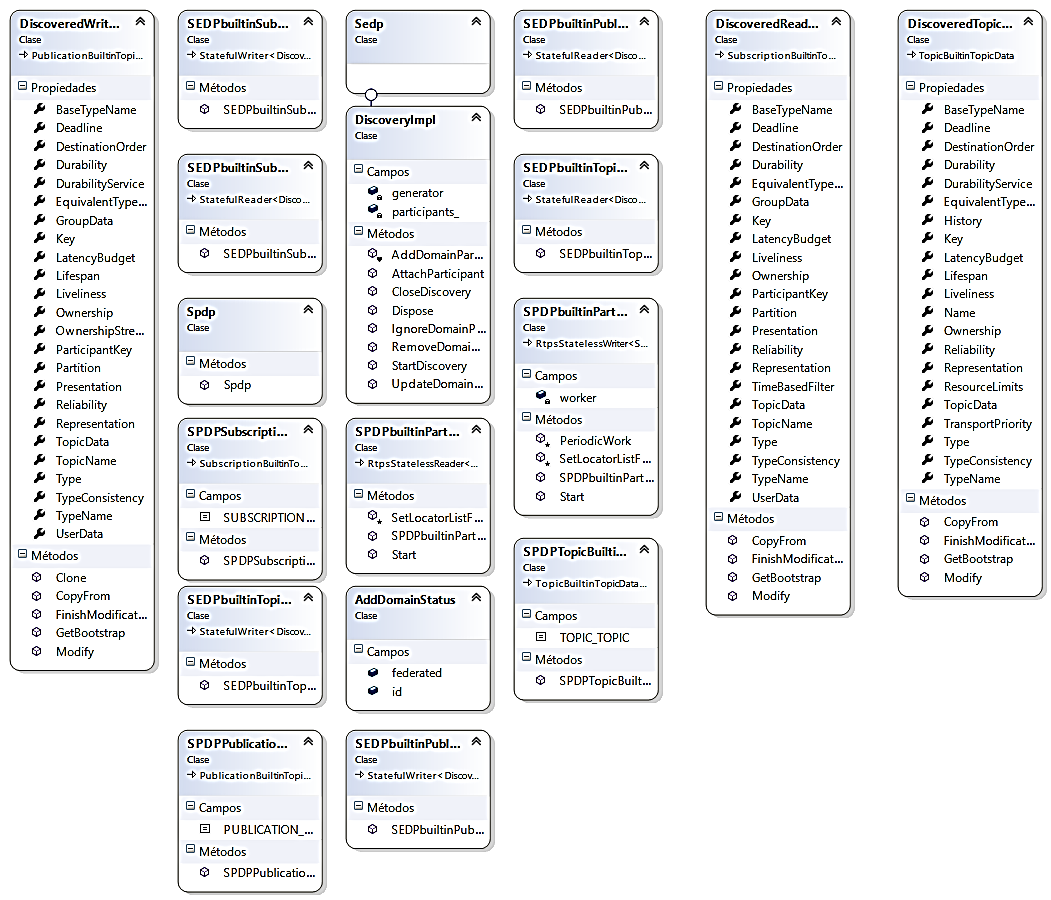 DiscoveredWrit...
Clase
PublicationBuiltinTopi...
Propiedades
BaseTypeName
Deadline
DestinationOrder
Durability
DurabilityService
EquivalentType...
GroupData
Key
LatencyBudget
Lifespan
Liveliness
Ownership
OwnershipStre...
ParticipantKey
Partition
Presentation
Reliability
Representation
TopicData
TopicName
Type
TypeConsistency
TypeName
UserData
Métodos
Clone
CopyFrom
FinishModificat...
GetBootstrap
Modify
SEDPbuiltinSub...
Clase
StatefulWriter<Discov...
Métodos
SEDPbuiltinSub...
SEDPbuiltinSub...
Clase
StatefulReader<Disco...
Métodos
SEDPbuiltinSub...
Spdp
Clase
Métodos
Spdp
SPDPSubscripti...
Clase
SubscriptionBuiltinTo...
Campos
SUBSCRIPTION...
Métodos
SPDPSubscripti...
SEDPbuiltinTopi...
Clase
StatefulWriter<Discov...
Métodos
SEDPbuiltinTop...
SPDPPublicatio...
Clase
PublicationBuiltinTopi...
Campos
PUBLICATION_...
Métodos
SPDPPublicatio...
Sedp
Clase
DiscoveryImpl
Clase
Campos
generator
participants_
Métodos
AddDomainPar...
AttachParticipant
CloseDiscovery
Dispose
IgnoreDomainP...
RemoveDomai...
StartDiscovery
UpdateDomain...
SPDPbuiltinPart...
Clase
RtpsStatelessReader<...
Métodos
SetLocatorListF...
SPDPbuiltinPart...
Start
AddDomainStatus
Clase
Campos
federated
id
SEDPbuiltinPubl...
Clase
StatefulWriter<Discov...
Métodos
SEDPbuiltinPub...
SEDPbuiltinPubl...
Clase
StatefulReader<Disco...
Métodos
SEDPbuiltinPub...
SEDPbuiltinTopi...
Clase
StatefulReader<Disco...
Métodos
SEDPbuiltinTop...
SPDPbuiltinPart...
Clase
RtpsStatelessWriter<S...
Campos
worker
Métodos
PeriodicWork
SetLocatorListF...
SPDPbuiltinPart...
Start
SPDPTopicBuilti...
Clase
TopicBuiltinTopicData...
Campos
TOPIC_TOPIC
Métodos
SPDPTopicBuilt...
DiscoveredRead...
Clase
SubscriptionBuiltinTo...
Propiedades
BaseTypeName
Deadline
DestinationOrder
Durability
EquivalentType...
GroupData
Key
LatencyBudget
Liveliness
Ownership
ParticipantKey
Partition
Presentation
Reliability
Representation
TimeBasedFilter
TopicData
TopicName
Type
TypeConsistency
TypeName
UserData
Métodos
CopyFrom
FinishModificat...
GetBootstrap
Modify
DiscoveredTopic...
Clase
TopicBuiltinTopicData
Propiedades
BaseTypeName
Deadline
DestinationOrder
Durability
DurabilityService
EquivalentType...
History
Key
LatencyBudget
Lifespan
Liveliness
Name
Ownership
Reliability
Representation
ResourceLimits
TopicData
TransportPriority
Type
TypeConsistency
TypeName
Métodos
CopyFrom
FinishModificat...
GetBootstrap
Modify